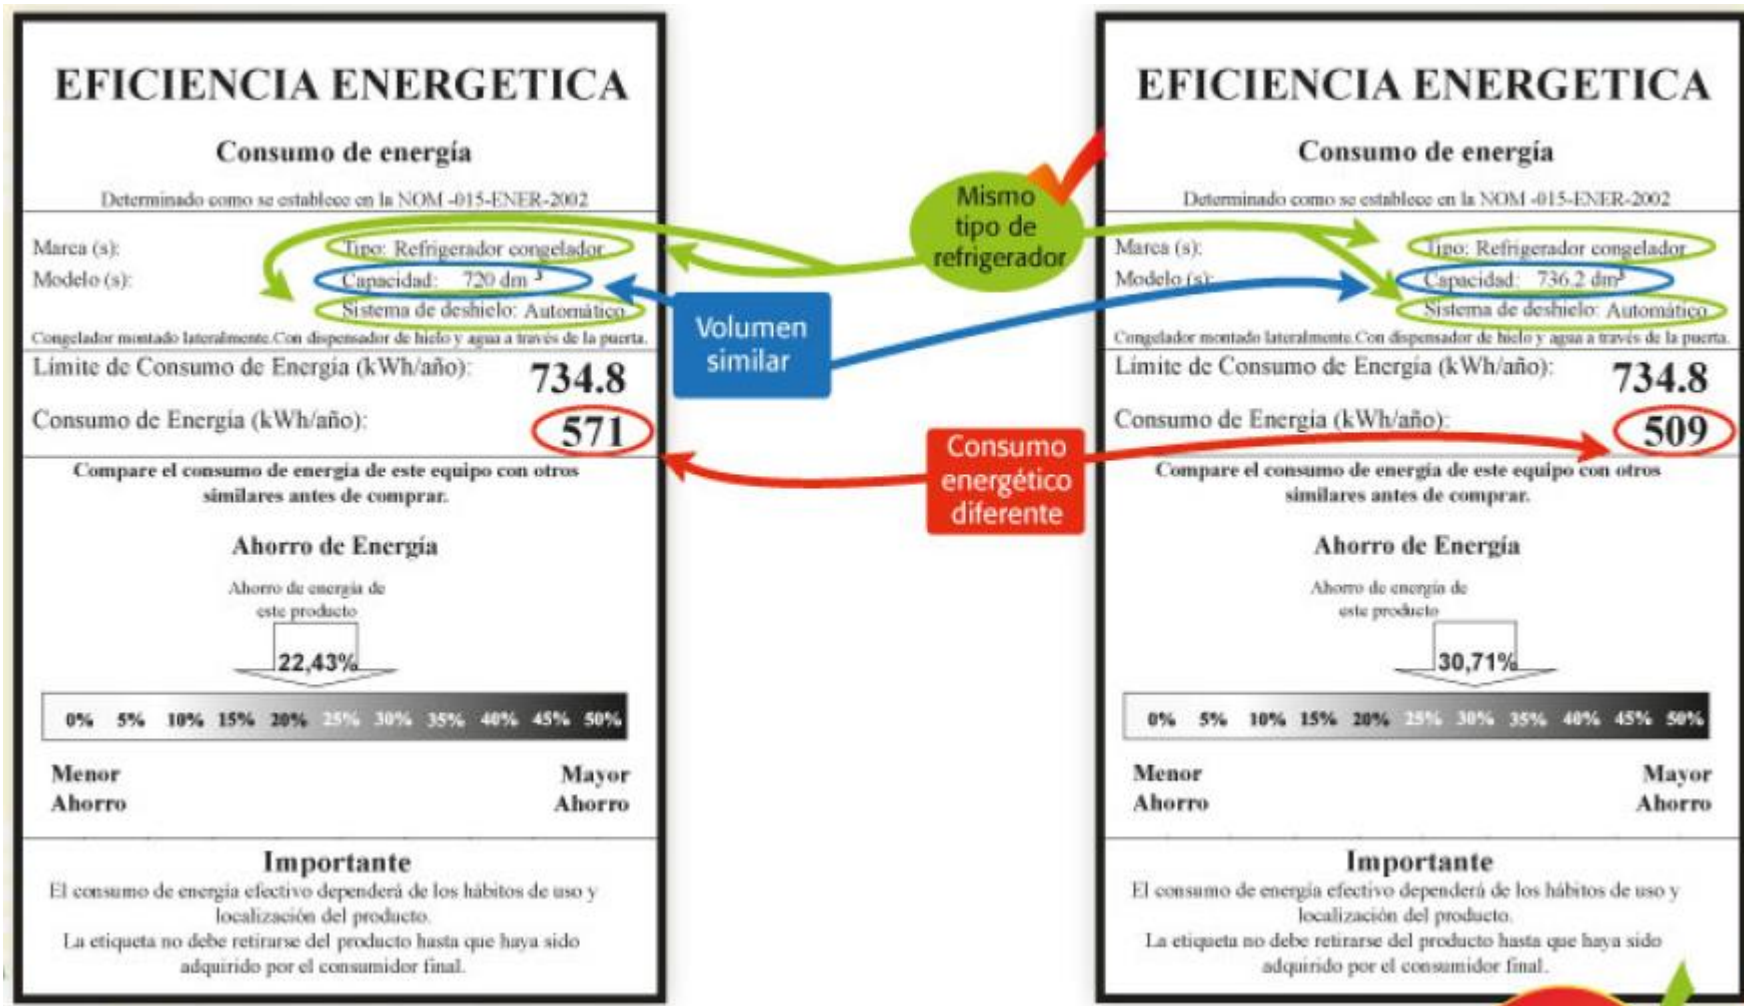 EFICIENCIA ENERGETICA
Consumo de energía
Determinado como se establece en la NOM -015-ENER-2002
Marca (s):
Tipo: Refrigerador congelador
Modelo (s):
Capacidad: 720 dm³
Sistema de deshielo: Automático
Congelador montado lateralmente.Con dispensador de hielo y agua a través de la puerta.
Límite de Consumo de Energía (kWh/año):
734.8
Consumo de Energía (kWh/año):
571
Compare el consumo de energía de este equipo con otros
similares antes de comprar.
Ahorro de Energía
Ahorro de energía de
este producto
22,43%
0% 5% 10% 15% 20% 25% 30% 35% 40% 45% 50%
Menor
Ahorro
Mayor
Ahorro
Importante
El consumo de energía efectivo dependerá de los hábitos de uso y
localización del producto.
La etiqueta no debe retirarse del producto hasta que haya sido
adquirido por el consumidor final.
Mismo
tipo de
refrigerador
Volumen
similar
Consumo
energético
diferente
EFICIENCIA ENERGETICA
Consumo de energía
Determinado como se establece en la NOM -015-ENER-2002
Marca (s):
Tipo: Refrigerador congelador
Modelo (s):
Capacidad: 736.2 dm³
Sistema de deshielo: Automático
Congelador montado lateralmente.Con dispensador de hielo y agua a través de la puerta.
Límite de Consumo de Energía (kWh/año):
734.8
Consumo de Energía (kWh/año):
509
Compare el consumo de energía de este equipo con otros
similares antes de comprar.
Ahorro de Energía
Ahorro de energía de
este producto
30,71%
0% 5% 10% 15% 20% 25% 30% 35% 40% 45% 50%
Menor
Ahorro
Mayor
Ahorro
Importante
El consumo de energía efectivo dependerá de los hábitos de uso y
localización del producto.
La etiqueta no debe retirarse del producto hasta que haya sido
adquirido por el consumidor final.